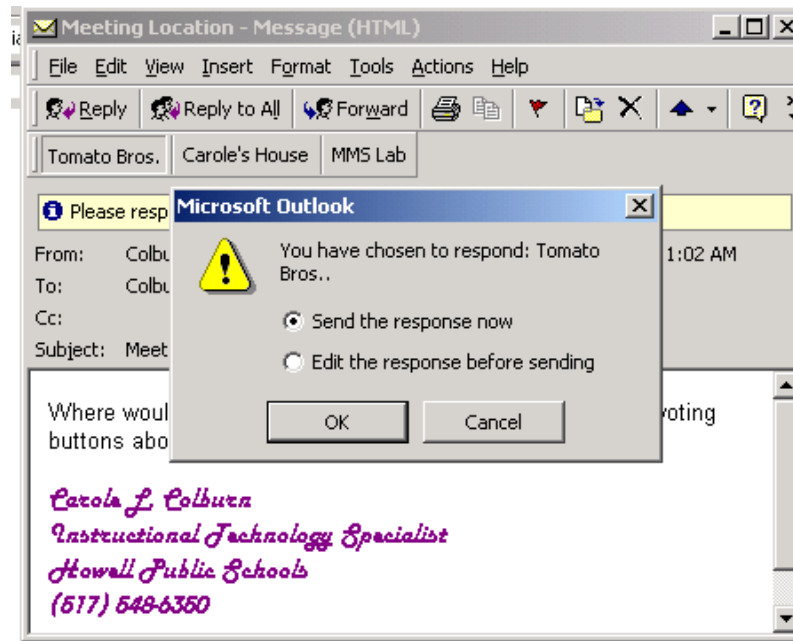 Meeting Location - Message (HTML)
File Edit View Insert Format Tools Actions Help
Reply Reply to All Forward
Tomato Bros. Carole's House MMS Lab
Please resp
Microsoft Outlook
You have chosen to respond: Tomato
Bros..
From: Colbu 1:02 AM
To: Colbu
Cc:
Send the response now
Subject: Meet
Edit the response before sending
OK Cancel
Where woul voting
buttons abo
Carole L. Colburn
Instructional Technology Specialist
Howell Public Schools
(517) 548-6350